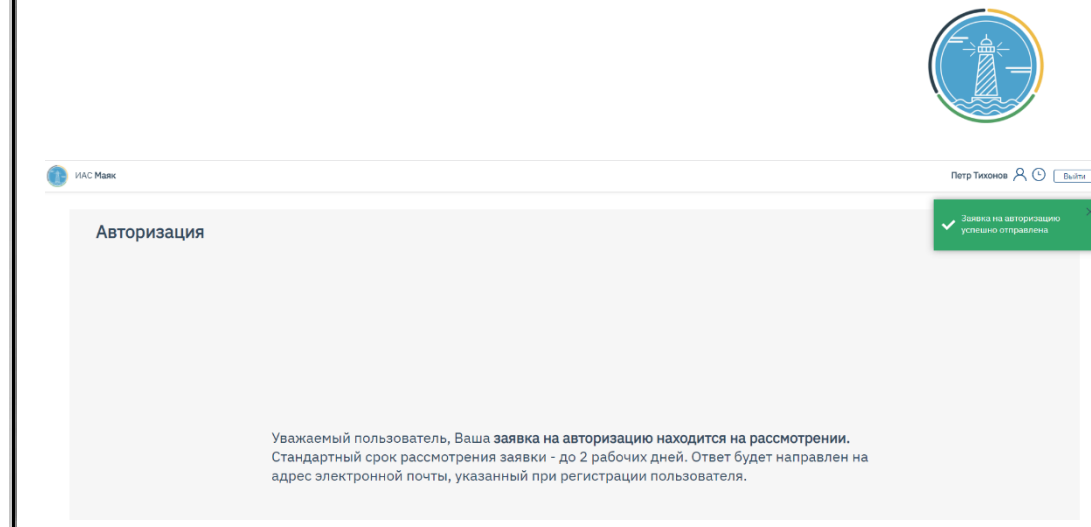 ИАС Маяк
Петр Тихонов
Выйти
Заявка на авторизацию
успешно отправлена
Авторизация
Уважаемый пользователь, Ваша заявка на авторизацию находится на рассмотрении.
Стандартный срок рассмотрения заявки - до 2 рабочих дней. Ответ будет направлен на
адрес электронной почты, указанный при регистрации пользователя.